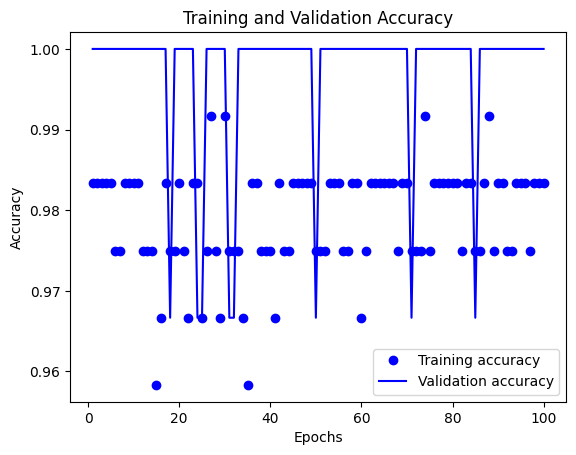 Training and Validation Accuracy
1.00
0.99
0.98
0.97
0.96
Accuracy
Training accuracy
Validation accuracy
0
20
40
60
80
100
Epochs